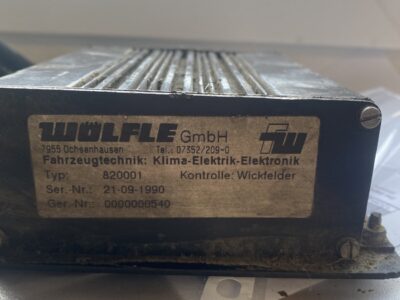 WÖLFLE GmbH FW
7955 Ochsenhausen Tel.: 07352/209-0
Fahrzeugtechnik: Klima-Elektrik-Elektronik
Typ: 820001 Kontrolle: Wickfelder
Ser.-Nr.: 21-09-1990
Ger.-Nr.: 0000000540